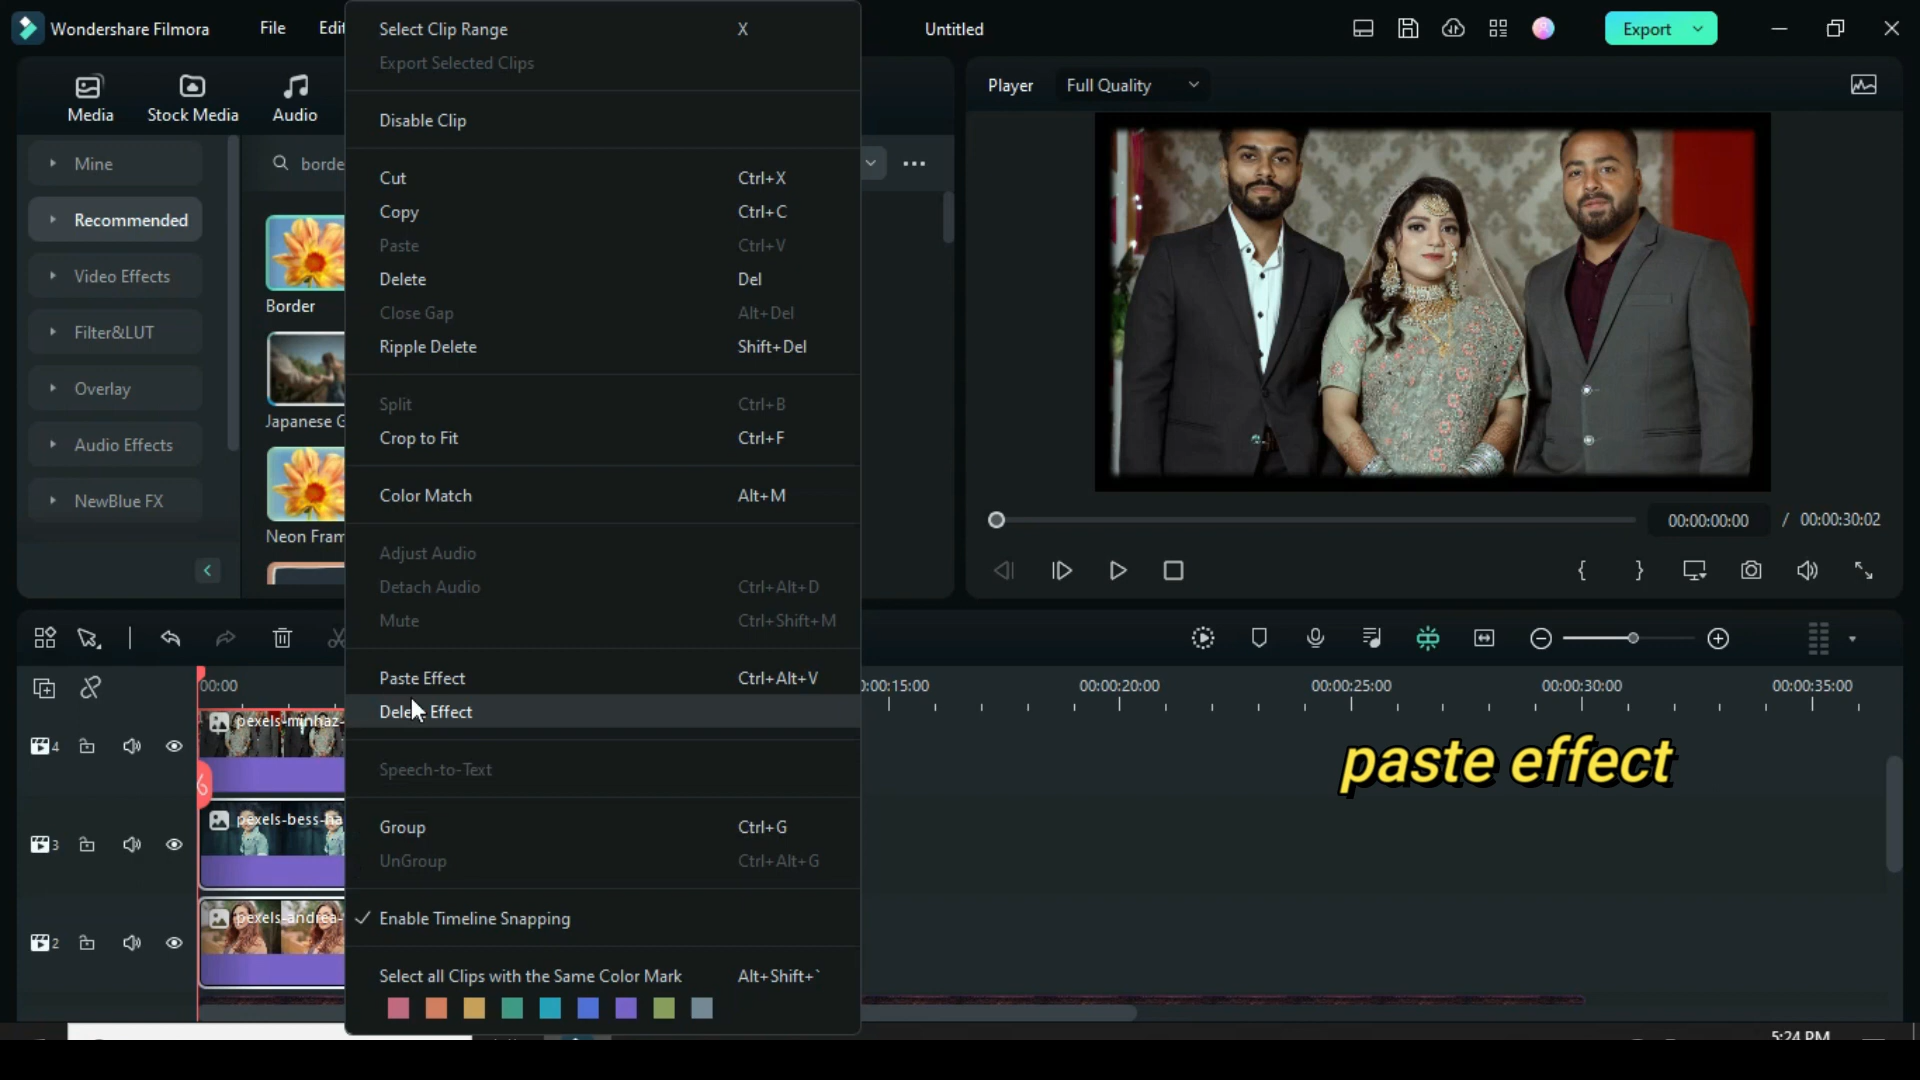 Wondershare Filmora
File
Edit
Untitled
Export
Media
Stock Media
Audio
Mine
Recommended
Video Effects
Filter&LUT
Overlay
Audio Effects
NewBlue FX
borde
Border
Japanese G
Neon Fram
Select Clip Range X
Export Selected Clips
Disable Clip
Cut Ctrl+X
Copy Ctrl+C
Paste Ctrl+V
Delete Del
Close Gap Alt+Del
Ripple Delete Shift+Del
Split Ctrl+B
Crop to Fit Ctrl+F
Color Match Alt+M
Adjust Audio
Detach Audio Ctrl+Alt+D
Mute Ctrl+Shift+M
Paste Effect Ctrl+Alt+V
Delete Effect
Speech-to-Text
Group Ctrl+G
UnGroup Ctrl+Alt+G
Enable Timeline Snapping
Select all Clips with the Same Color Mark Alt+Shift+`
Player Full Quality
00:00:00:00 / 00:00:30:02
00:00
0:00:15:00 00:00:20:00 00:00:25:00 00:00:30:00 00:00:35:00
4
pexels-minhaz-
3
pexels-bess-ha
2
pexels-andrea-
paste effect
5:24 PM